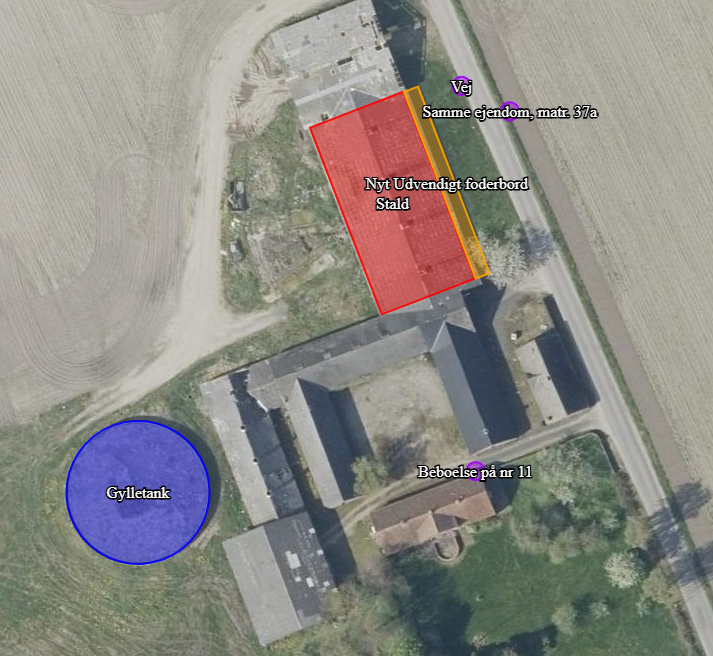 Vej
Samme ejendom, matr. 37a
Nyt Udvendigt foderbord
Stald
Beboelse på nr 11
Gylletank